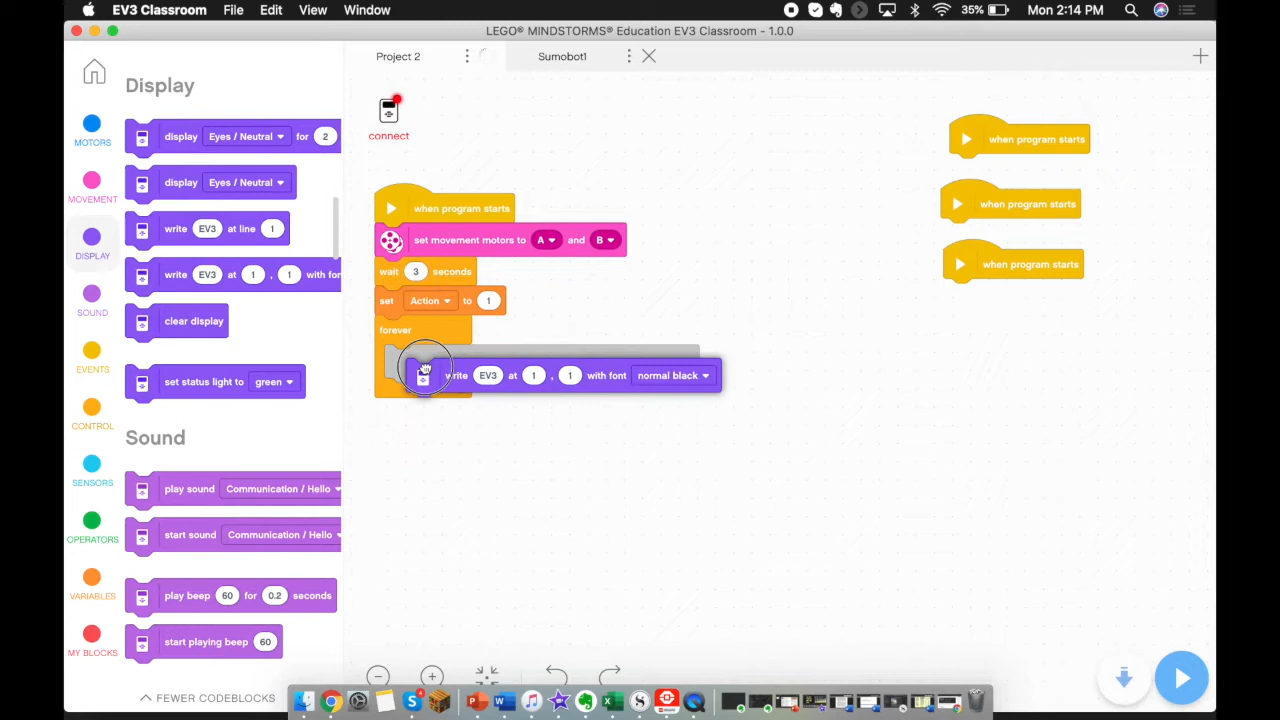 EV3 Classroom File Edit View Window 35% Mon 2:14 PM
LEGO® MINDSTORMS® Education EV3 Classroom - 1.0.0
Project 2 Sumobot1
connect
Display
MOTORS
MOVEMENT
DISPLAY
SOUND
EVENTS
CONTROL
SENSORS
OPERATORS
VARIABLES
MY BLOCKS
display Eyes / Neutral for 2
display Eyes / Neutral
write EV3 at line 1
write EV3 at 1 , 1 with
clear display
set status light to green
Sound
play sound Communication / Hello
start sound Communication / Hello
play beep 60 for 0.2 seconds
start playing beep 60
FEWER CODEBLOCKS
when program starts
set movement motors to A and B
wait 3 seconds
set Action to 1
forever
write EV3 at 1 , 1 with font normal black
when program starts
when program starts
when program starts